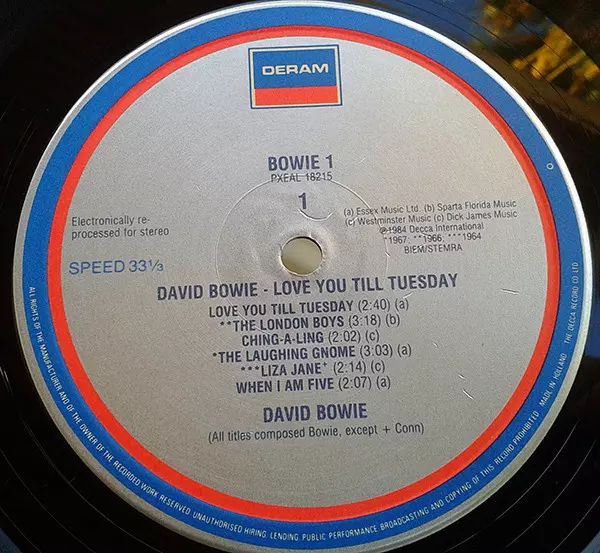 DERAM
BOWIE 1
PXEAL 18215
1
Electronically re-
processed for stereo
SPEED 33⅓
(a) Essex Music Ltd. (b) Sparta Florida Music
(c) Westminster Music (c) Dick James Music
℗1984 Decca International
*1967. **1966; ***1964
BIEM/STEMRA
DAVID BOWIE - LOVE YOU TILL TUESDAY
LOVE YOU TILL TUESDAY (2:40) (a)
**THE LONDON BOYS (3:18) (b)
CHING-A-LING (2:02) (c)
*THE LAUGHING GNOME (3:03) (a)
***LIZA JANE+ (2:14) (c)
WHEN I AM FIVE (2:07) (a)
DAVID BOWIE
(All titles composed Bowie, except + Conn)
ALL RIGHTS OF THE MANUFACTURER AND OF THE OWNER OF THE RECORDED WORK RESERVED. UNAUTHORISED HIRING, LENDING, PUBLIC PERFORMANCE, BROADCASTING AND COPYING OF THIS RECORD PROHIBITED MADE IN HOLLAND THE DECCA RECORD CO. LTD